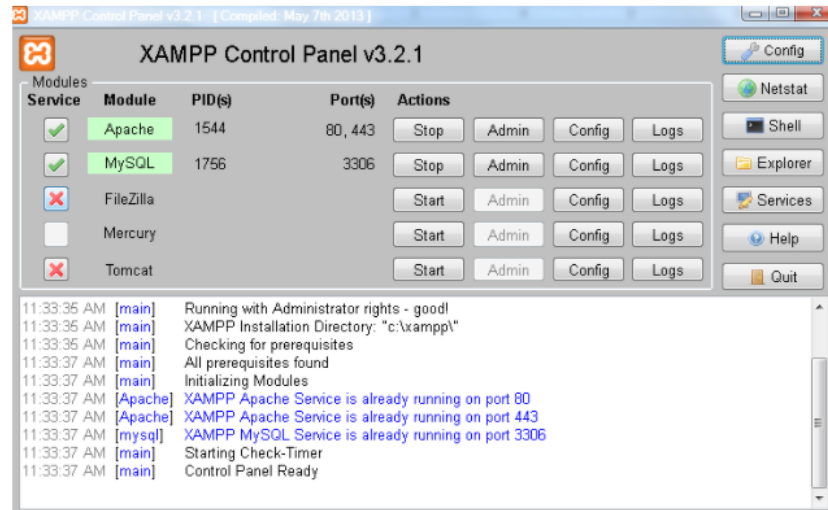 XAMPP Control Panel v3.2.1 [ Compiled: May 7th 2013 ]
XAMPP Control Panel v3.2.1
Config
Modules
Service Module PID(s) Port(s) Actions
Netstat
Apache 1544 80, 443 Stop Admin Config Logs
Shell
MySQL 1756 3306 Stop Admin Config Logs
Explorer
FileZilla Start Admin Config Logs
Services
Mercury Start Admin Config Logs
Help
Tomcat Start Admin Config Logs
Quit
11:33:35 AM [main] Running with Administrator rights - good!
11:33:35 AM [main] XAMPP Installation Directory: "c:\xampp\"
11:33:35 AM [main] Checking for prerequisites
11:33:37 AM [main] All prerequisites found
11:33:37 AM [main] Initializing Modules
11:33:37 AM [Apache] XAMPP Apache Service is already running on port 80
11:33:37 AM [Apache] XAMPP Apache Service is already running on port 443
11:33:37 AM [mysql] XAMPP MySQL Service is already running on port 3306
11:33:37 AM [main] Starting Check-Timer
11:33:37 AM [main] Control Panel Ready